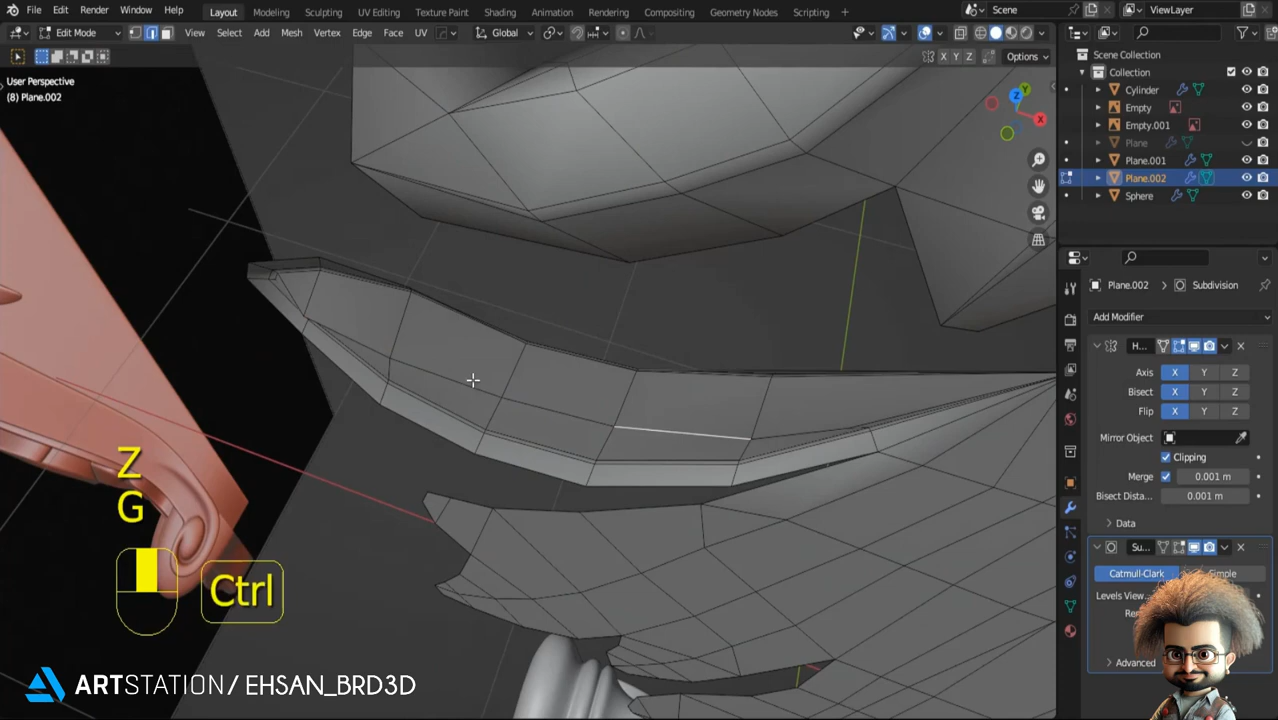 File Edit Render Window Help Layout Modeling Sculpting UV Editing Texture Paint Shading Animation Rendering Compositing Geometry Nodes Scripting + Scene ViewLayer
Edit Mode View Select Add Mesh Vertex Edge Face UV Global
X Y Z Options
User Perspective
(8) Plane.002
Scene Collection
Collection
Cylinder
Empty
Empty.001
Plane
Plane.001
Plane.002
Sphere
Z Y X
Plane.002 > Subdivision
Add Modifier
H...
Axis X Y Z
Bisect X Y Z
Flip X Y Z
Mirror Object
Clipping
Merge 0.001 m
Bisect Dista... 0.001 m
Data
Su...
Catmull-Clark Simple
Levels View...
Advanced
Z
G
Ctrl
ARTSTATION / EHSAN_BRD3D